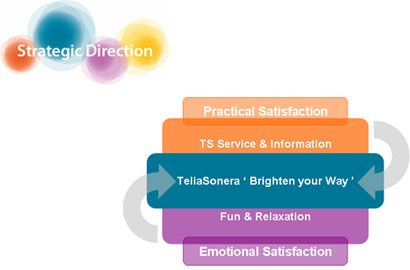 Strategic Direction
Practical Satisfaction
TS Service & Information
TeliaSonera ‘ Brighten your Way ’
Fun & Relaxation
Emotional Satisfaction